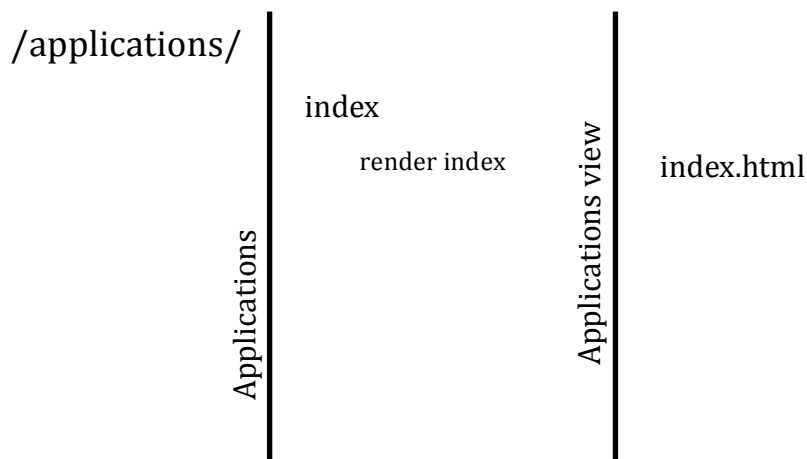 /applications/
index
render index
index.html
Applications
Applications view